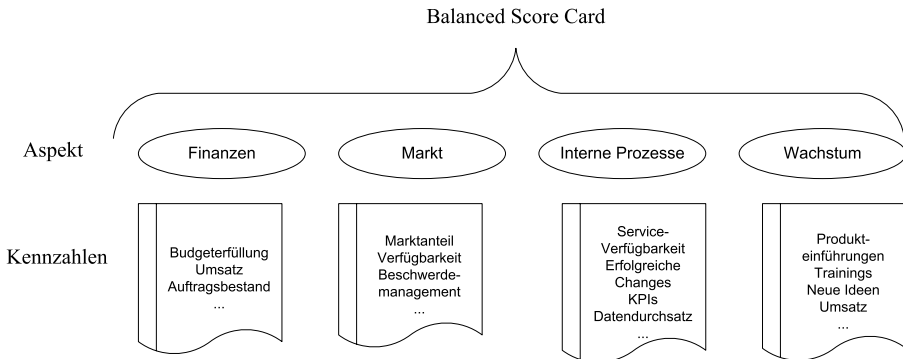 Balanced Score Card
Aspekt
Finanzen
Markt
Interne Prozesse
Wachstum
Kennzahlen
Budgeterfüllung
Umsatz
Auftragsbestand
...
Marktanteil
Verfügbarkeit
Beschwerde-
management
...
Service-
Verfügbarkeit
Erfolgreiche
Changes
KPIs
Datendurchsatz
...
Produkt-
einführungen
Trainings
Neue Ideen
Umsatz
...